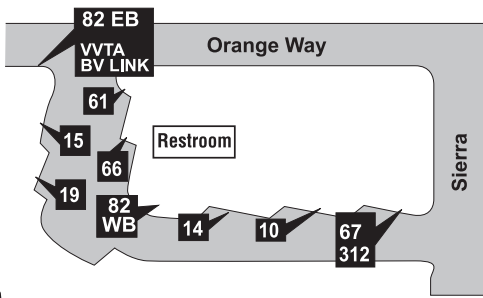 82 EB
VVTA
BV LINK
Orange Way
61
15
Restroom
66
19
82
WB
14
10
67
312
Sierra